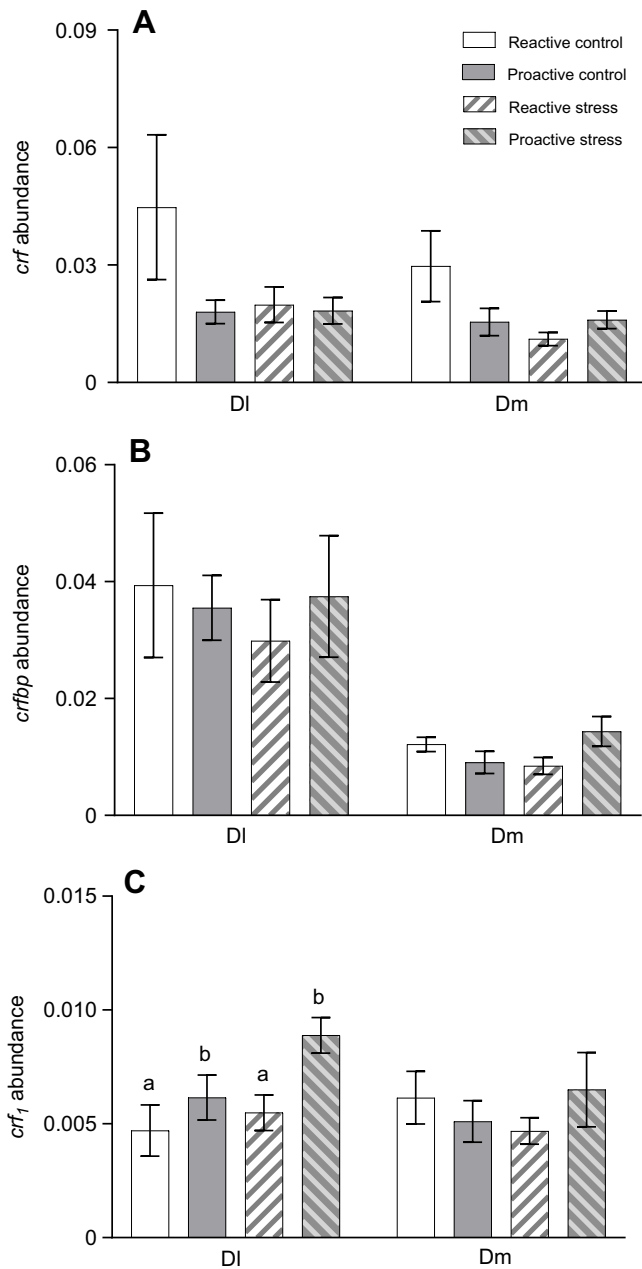 A
0.09
0.06
0.03
0
crf abundance
Reactive control
Proactive control
Reactive stress
Proactive stress
Dl Dm
B
0.06
0.04
0.02
0
crfbp abundance
Dl Dm
C
0.015
0.010
0.005
0
crf1 abundance
a b a b
Dl Dm